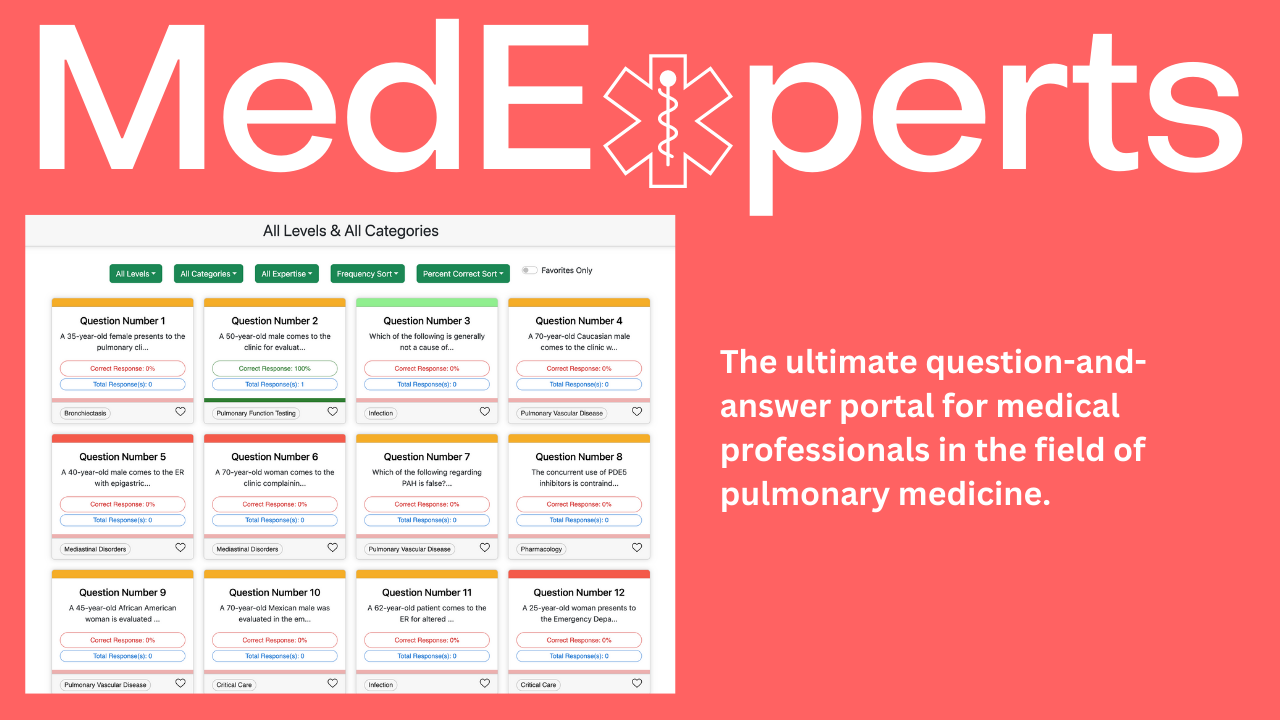 MedE perts
All Levels & All Categories
All Levels
All Categories
All Expertise
Frequency Sort
Percent Correct Sort
Favorites Only
Question Number 1
A 35-year-old female presents to the
pulmonary cli...
Correct Response: 0%
Total Response(s): 0
Bronchiectasis
Question Number 2
A 50-year-old male comes to the
clinic for evaluat...
Correct Response: 100%
Total Response(s): 1
Pulmonary Function Testing
Question Number 3
Which of the following is generally
not a cause of...
Correct Response: 0%
Total Response(s): 0
Infection
Question Number 4
A 70-year-old Caucasian male
comes to the clinic w...
Correct Response: 0%
Total Response(s): 0
Pulmonary Vascular Disease
Question Number 5
A 40-year-old male comes to the ER
with epigastric...
Correct Response: 0%
Total Response(s): 0
Mediastinal Disorders
Question Number 6
A 70-year-old woman comes to the
clinic complainin...
Correct Response: 0%
Total Response(s): 0
Mediastinal Disorders
Question Number 7
Which of the following regarding
PAH is false?...
Correct Response: 0%
Total Response(s): 0
Pulmonary Vascular Disease
Question Number 8
The concurrent use of PDE5
inhibitors is contraind...
Correct Response: 0%
Total Response(s): 0
Pharmacology
Question Number 9
A 45-year-old African American
woman is evaluated ...
Correct Response: 0%
Total Response(s): 0
Pulmonary Vascular Disease
Question Number 10
A 70-year-old Mexican male was
evaluated in the em...
Correct Response: 0%
Total Response(s): 0
Critical Care
Question Number 11
A 62-year-old patient comes to the
ER for altered ...
Correct Response: 0%
Total Response(s): 0
Infection
Question Number 12
A 25-year-old woman presents to
the Emergency Depa...
Correct Response: 0%
Total Response(s): 0
Critical Care
The ultimate question-and-
answer portal for medical
professionals in the field of
pulmonary medicine.